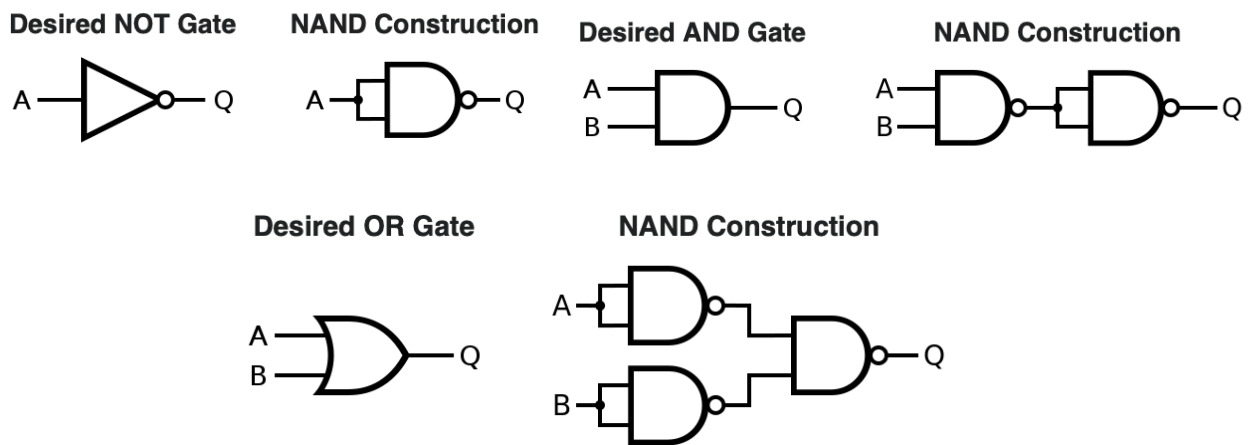 Desired NOT Gate
NAND Construction
A
Q
A
Q
Desired AND Gate
NAND Construction
A
B
Q
A
B
Q
Desired OR Gate
NAND Construction
A
B
Q
A
B
Q